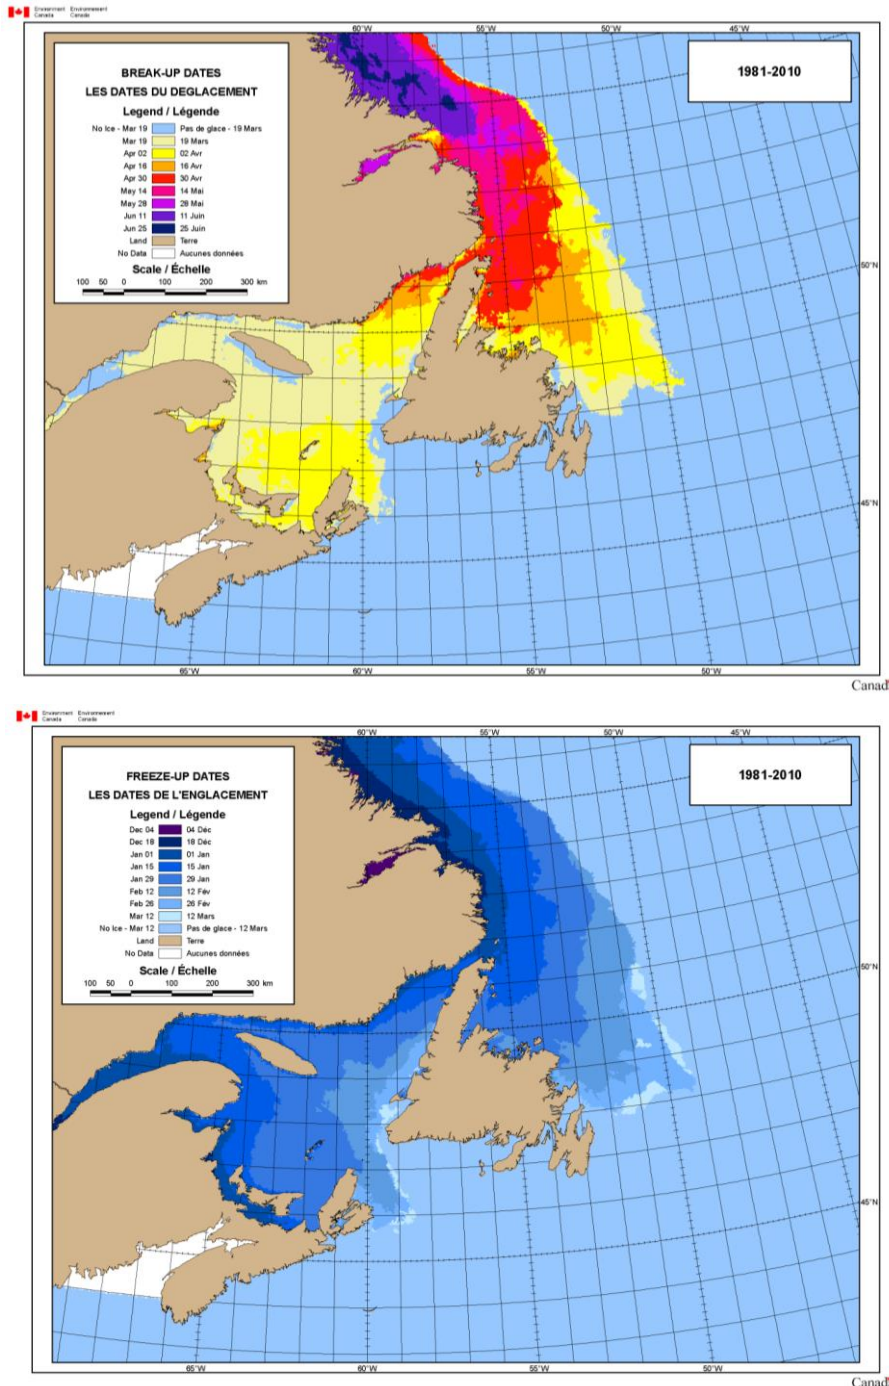 Environment Environnement
Canada Canada
60°W 55°W 50°W 45°W
BREAK-UP DATES
LES DATES DU DEGLACEMENT
Legend / Légende
No Ice - Mar 19 Pas de glace - 19 Mars
Mar 19 19 Mars
Apr 02 02 Avr
Apr 16 16 Avr
Apr 30 30 Avr
May 14 14 Mai
May 28 28 Mai
Jun 11 11 Juin
Jun 25 25 Juin
Land Terre
No Data Aucunes données
Scale / Échelle
100 50 0 100 200 300 km
1981-2010
50°N
45°N
65°W 60°W 55°W 50°W
Canad
Environment Environnement
Canada Canada
60°W 55°W 50°W 45°W
FREEZE-UP DATES
LES DATES DE L'ENGLACEMENT
Legend / Légende
Dec 04 04 Déc
Dec 18 18 Déc
Jan 01 01 Jan
Jan 15 15 Jan
Jan 29 29 Jan
Feb 12 12 Fév
Feb 26 26 Fév
Mar 12 12 Mars
No Ice - Mar 12 Pas de glace - 12 Mars
Land Terre
No Data Aucunes données
Scale / Échelle
100 50 0 100 200 300 km
1981-2010
50°N
45°N
65°W 60°W 55°W 50°W
Canad